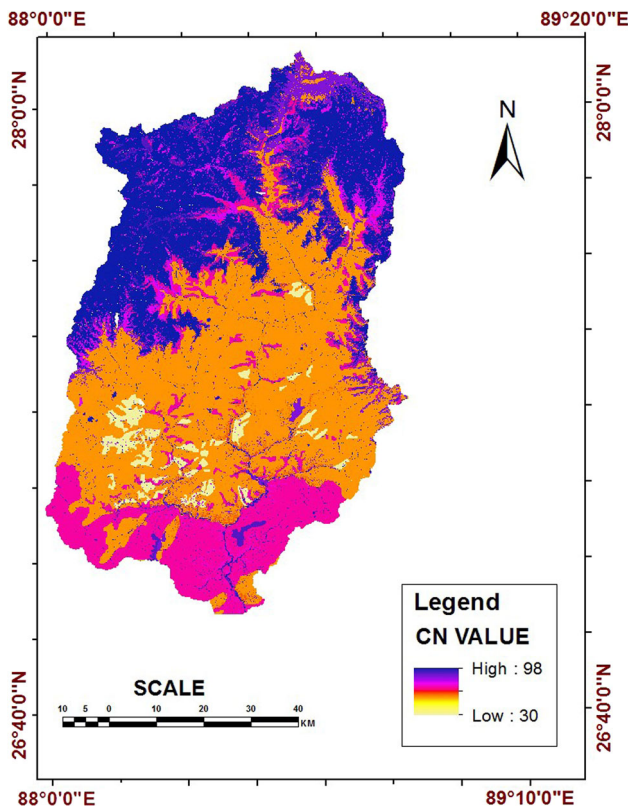 88°0'0"E
89°20'0"E
28°0'0"N
28°0'0"N
N
Legend
CN VALUE
High : 98
Low : 30
SCALE
10 5 0 10 20 30 40
KM
26°40'0"N
26°40'0"N
88°0'0"E
89°10'0"E